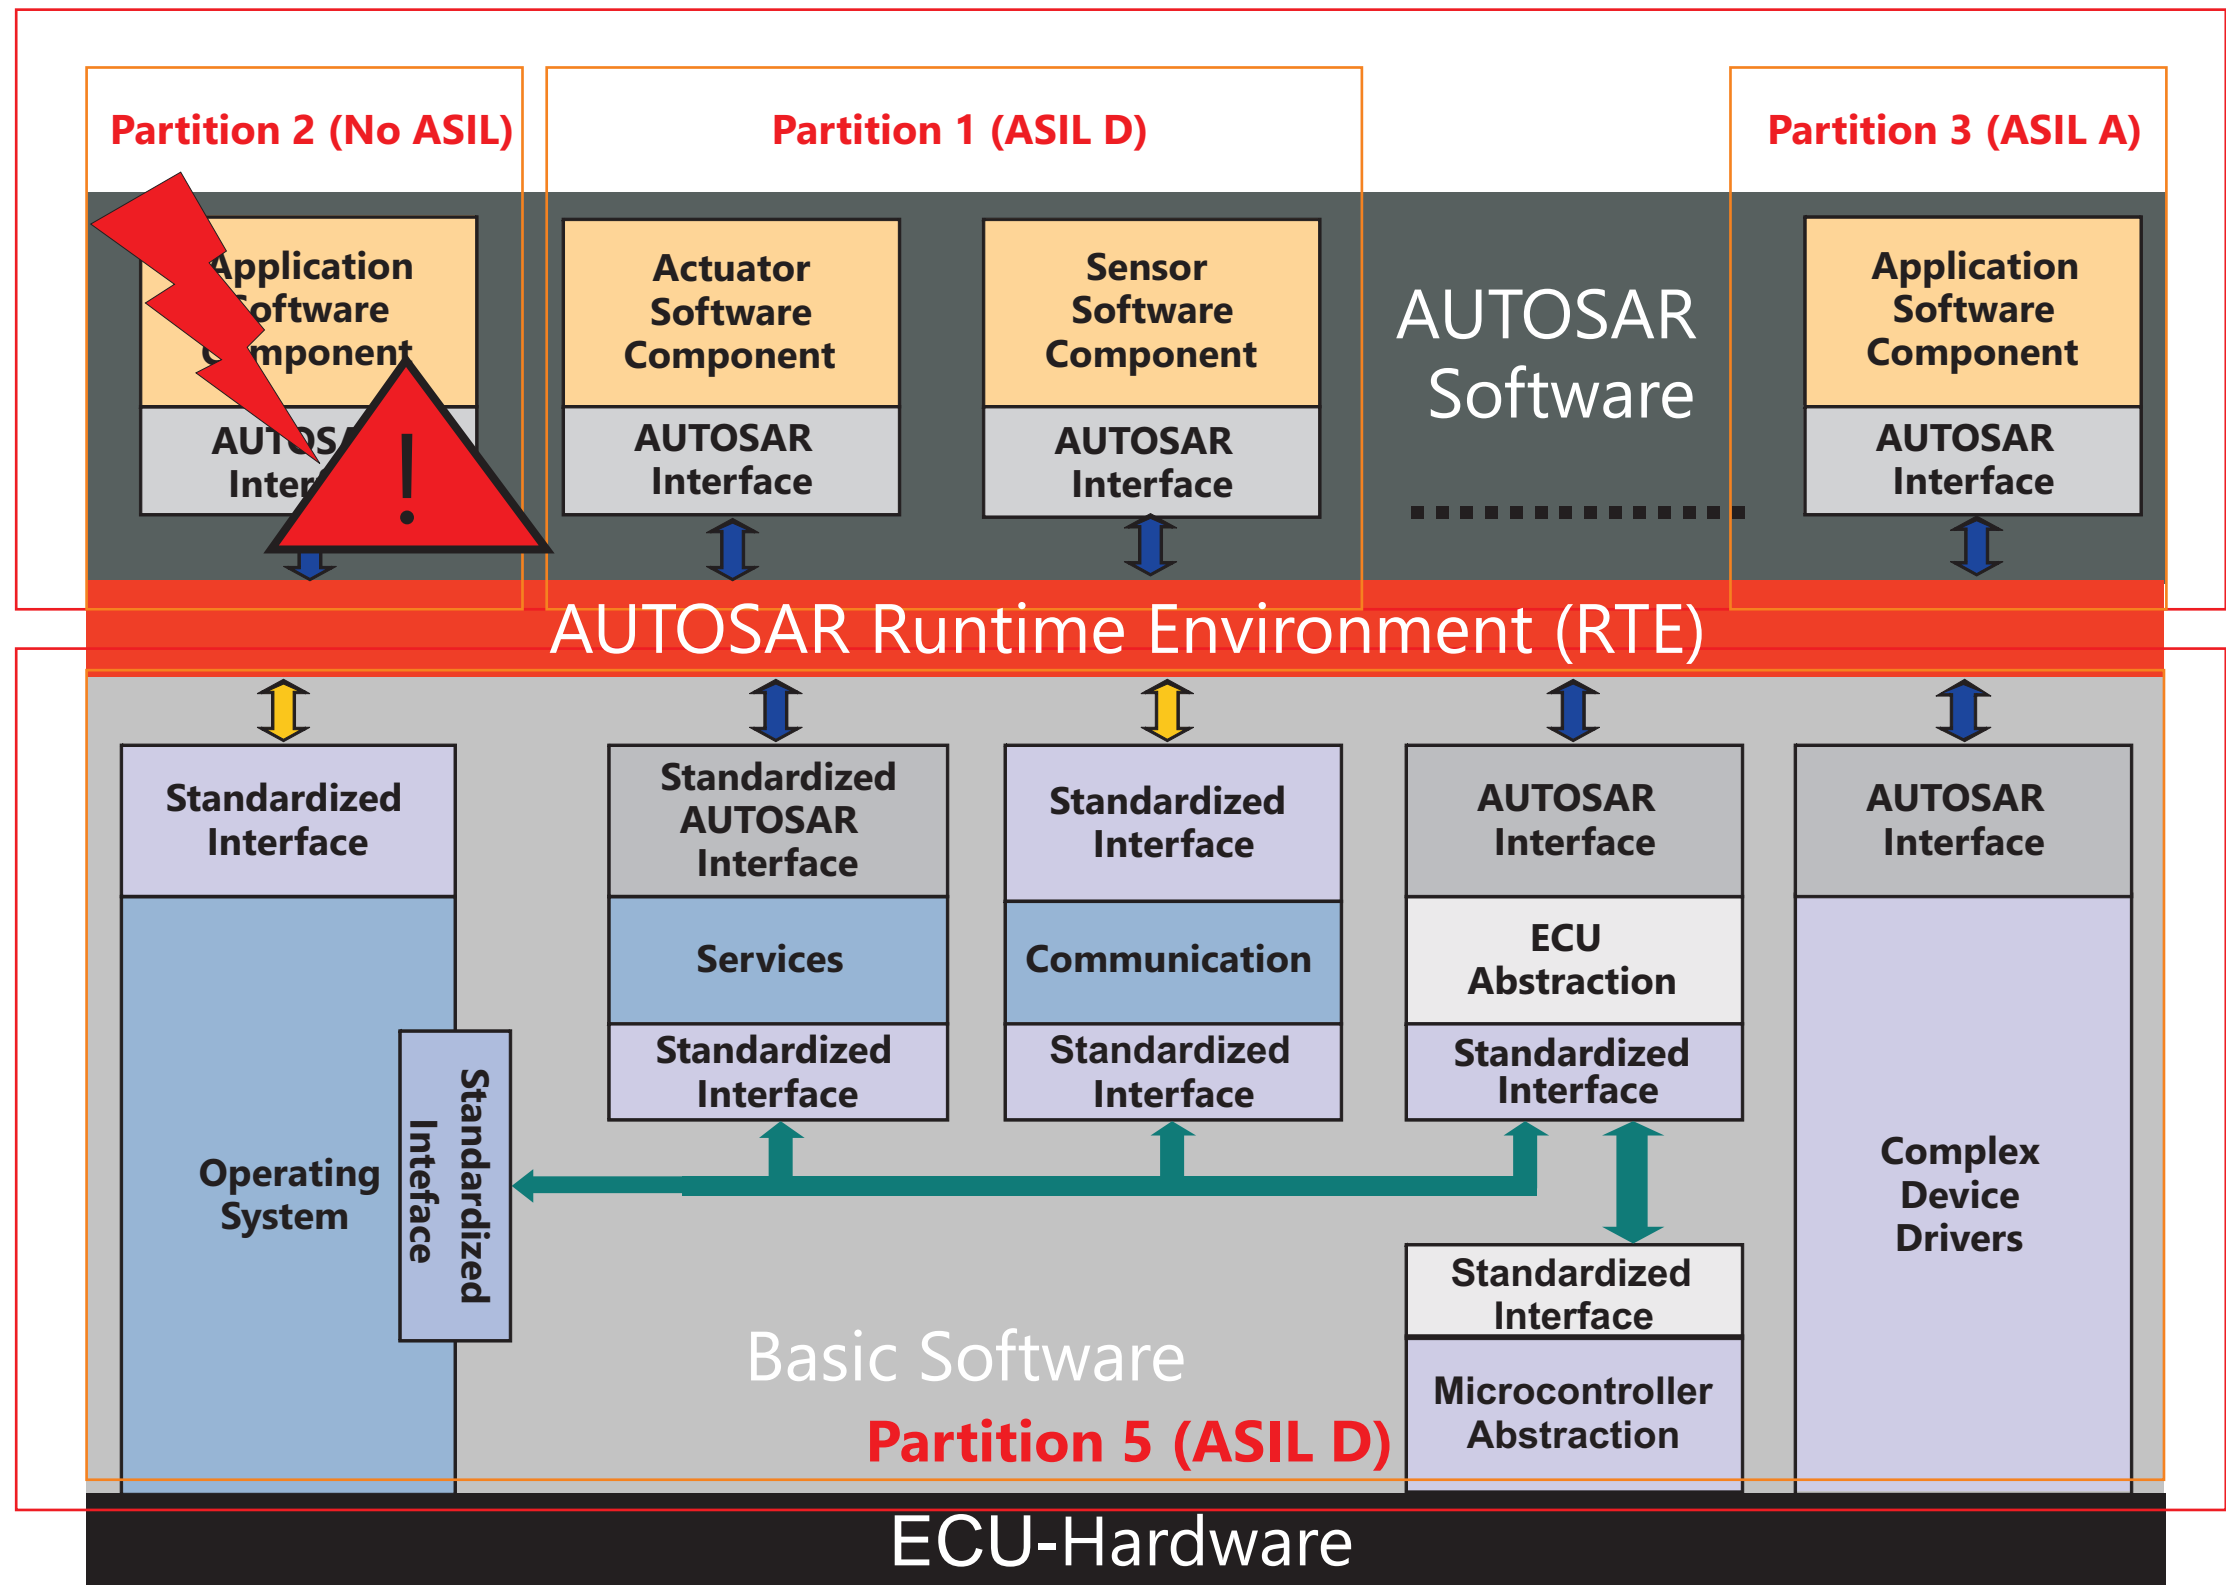 Partition 2 (No ASIL)
Partition 1 (ASIL D)
Partition 3 (ASIL A)
Application
Software
Component
AUTOSAR
Interface
Actuator
Software
Component
AUTOSAR
Interface
Sensor
Software
Component
AUTOSAR
Interface
AUTOSAR
Software
Application
Software
Component
AUTOSAR
Interface
!
AUTOSAR Runtime Environment (RTE)
Standardized
Interface
Operating
System
Standardized
Inteface
Standardized
AUTOSAR
Interface
Services
Standardized
Interface
Standardized
Interface
Communication
Standardized
Interface
AUTOSAR
Interface
ECU
Abstraction
Standardized
Interface
Standardized
Interface
Microcontroller
Abstraction
AUTOSAR
Interface
Complex
Device
Drivers
Basic Software
Partition 5 (ASIL D)
ECU-Hardware